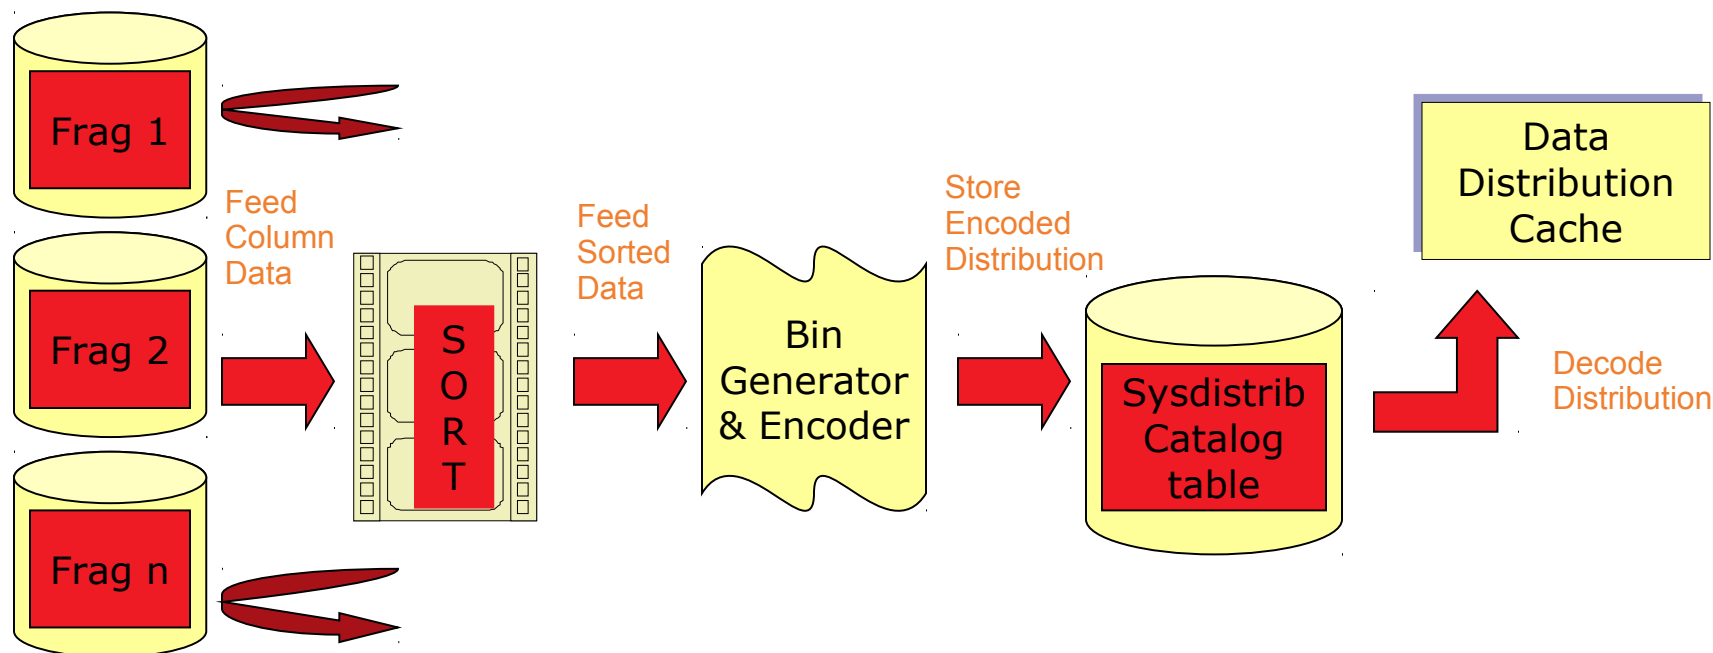 Frag 1
Feed
Column
Data
Frag 2
Frag n
S
O
R
T
Feed
Sorted
Data
Bin
Generator
& Encoder
Store
Encoded
Distribution
Sysdistrib
Catalog
table
Data
Distribution
Cache
Decode
Distribution